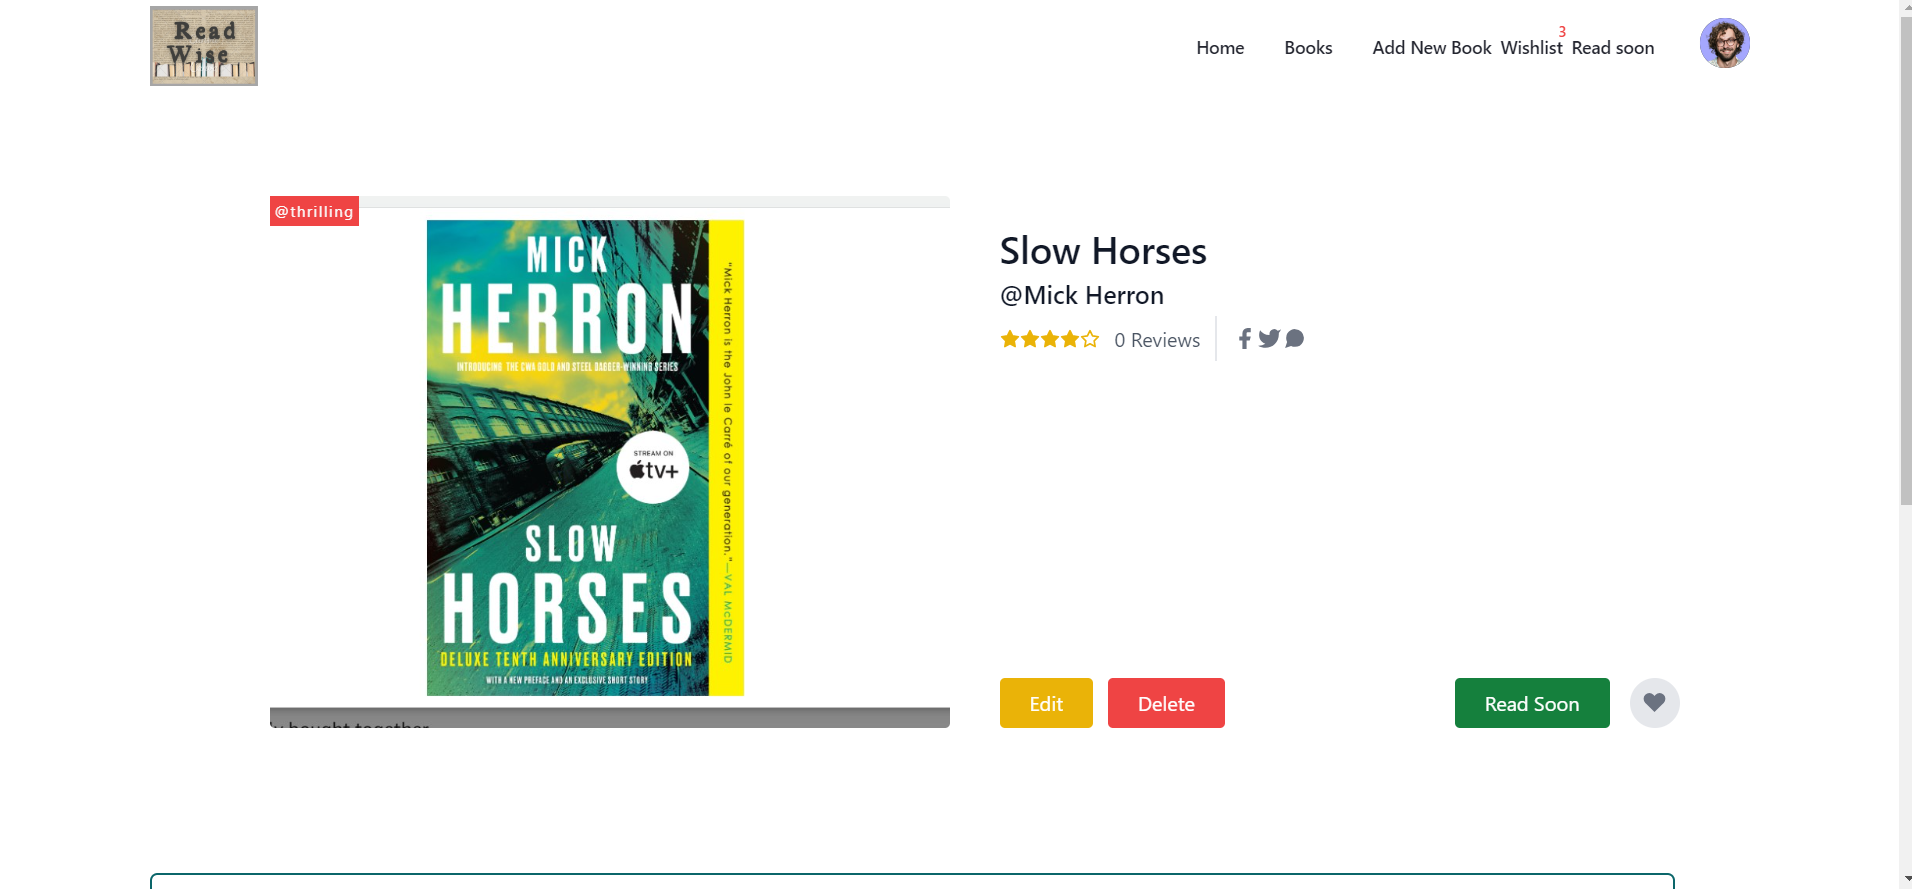 Read
Wise
Home
Books
Add New Book
Wishlist
3
Read soon
@thrilling
MICK
HERRON
INTRODUCING THE CWA GOLD AND STEEL DAGGER-WINNING SERIES
STREAM ON
tv+
SLOW
HORSES
DELUXE TENTH ANNIVERSARY EDITION
WITH A NEW PREFACE AND AN EXCLUSIVE SHORT STORY
"Mick Herron is the John le Carré of our generation."—VAL McDERMID
bought together
Slow Horses
@Mick Herron
0 Reviews
Edit
Delete
Read Soon